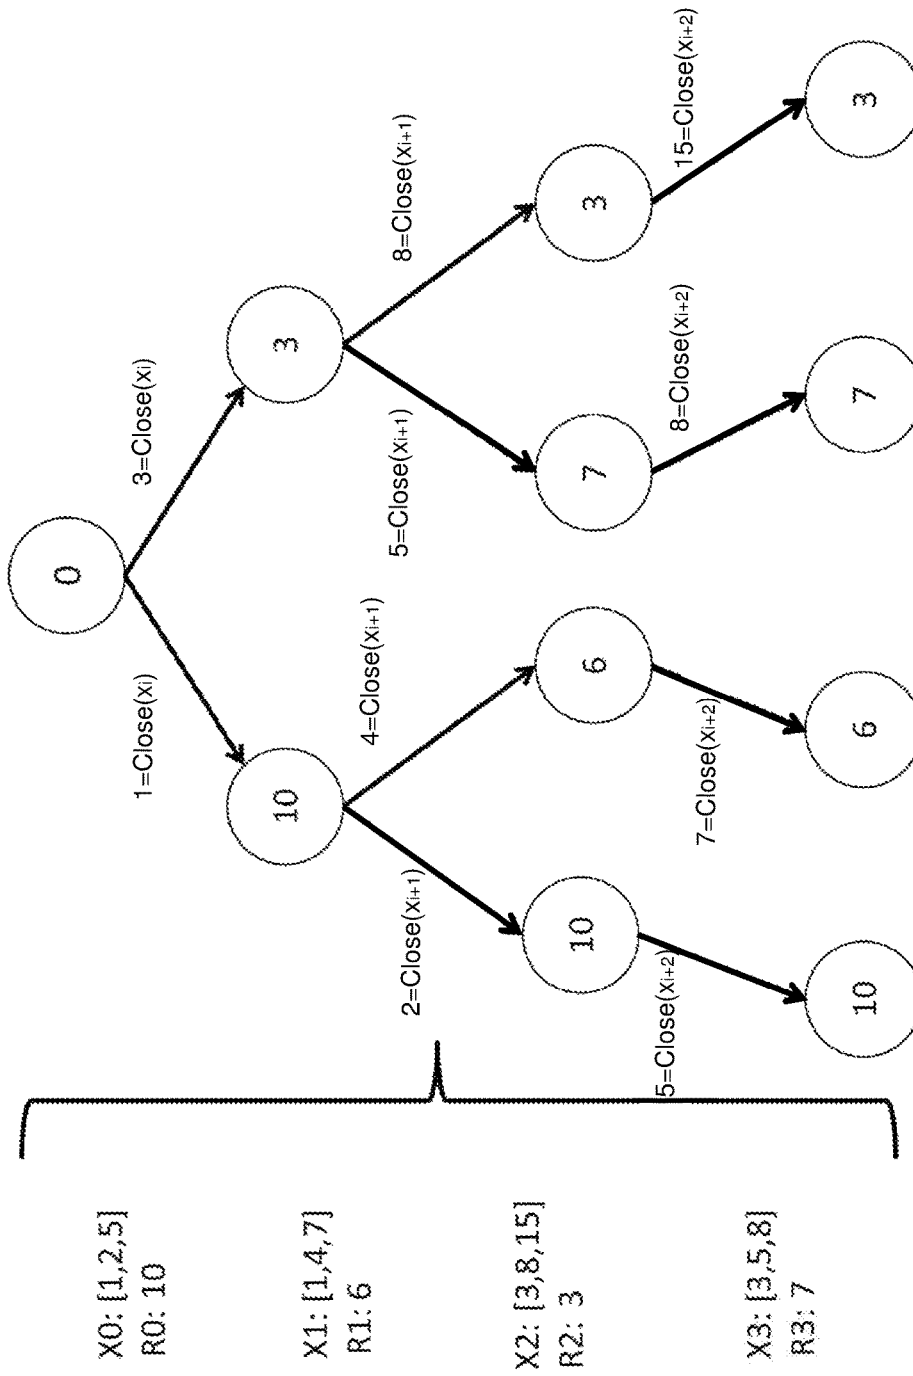 0
1=Close(xi)
3=Close(xi)
10
3
2=Close(xi+1)
4=Close(xi+1)
5=Close(xi+1)
8=Close(xi+1)
10
6
7
3
5=Close(xi+2)
7=Close(xi+2)
8=Close(xi+2)
15=Close(xi+2)
10
6
7
3
X0: [1,2,5]
R0: 10
X1: [1,4,7]
R1: 6
X2: [3,8,15]
R2: 3
X3: [3,5,8]
R3: 7